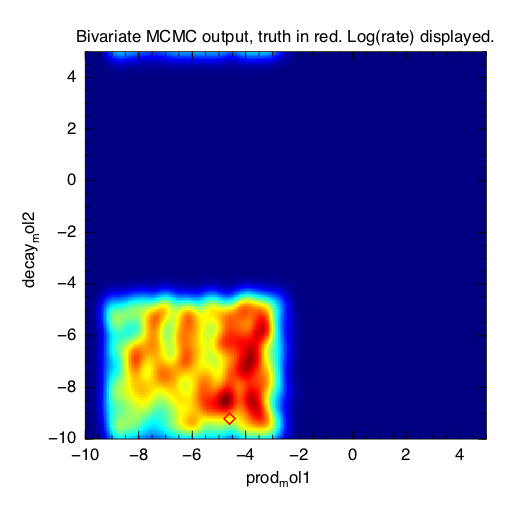 Bivariate MCMC output, truth in red. Log(rate) displayed.
4
2
0
−2
−4
−6
−8
−10
decay_mol2
−10 −8 −6 −4 −2 0 2 4
prod_mol1